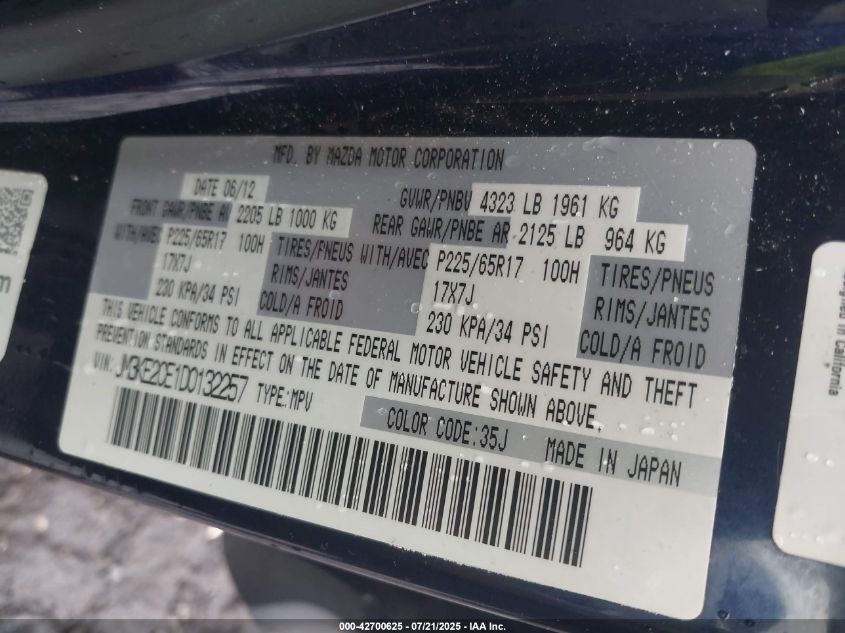 MFD. BY MAZDA MOTOR CORPORATION
DATE 06/12 GVWR/PNBV 4323 LB 1961 KG
FRONT GAWR/PNBE AV 2205 LB 1000 KG REAR GAWR/PNBE AR 2125 LB 964 KG
WITH/AVEC P225/65R17 100H TIRES/PNEUS WITH/AVEC P225/65R17 100H TIRES/PNEUS
17X7J RIMS/JANTES 17X7J RIMS/JANTES
230 KPA/34 PSI COLD/A FROID 230 KPA/34 PSI COLD/A FROID
THIS VEHICLE CONFORMS TO ALL APPLICABLE FEDERAL MOTOR VEHICLE SAFETY AND THEFT
PREVENTION STANDARDS IN EFFECT ON THE DATE OF MANUFACTURE SHOWN ABOVE.
VIN: JM3KE2CE1D0132257 TYPE:MPV
COLOR CODE:35J MADE IN JAPAN
in California
000-42700625 - 07/21/2025 - IAA Inc.